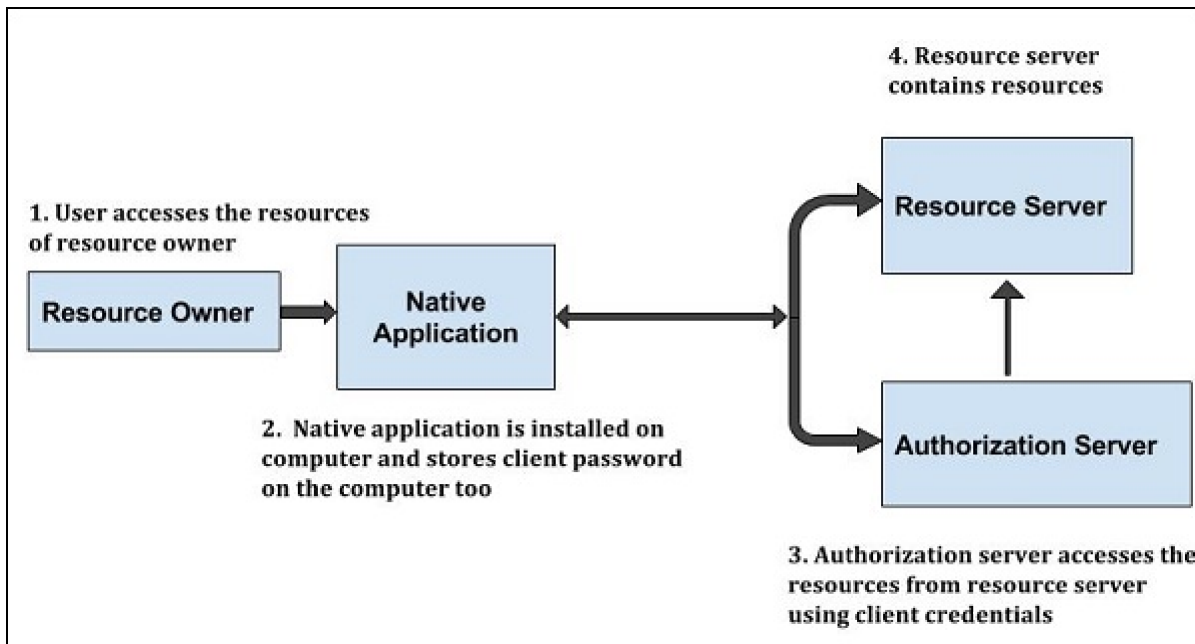 4. Resource server
contains resources
Resource Server
1. User accesses the resources
of resource owner
Resource Owner
Native
Application
2. Native application is installed on
computer and stores client password
on the computer too
Authorization Server
3. Authorization server accesses the
resources from resource server
using client credentials